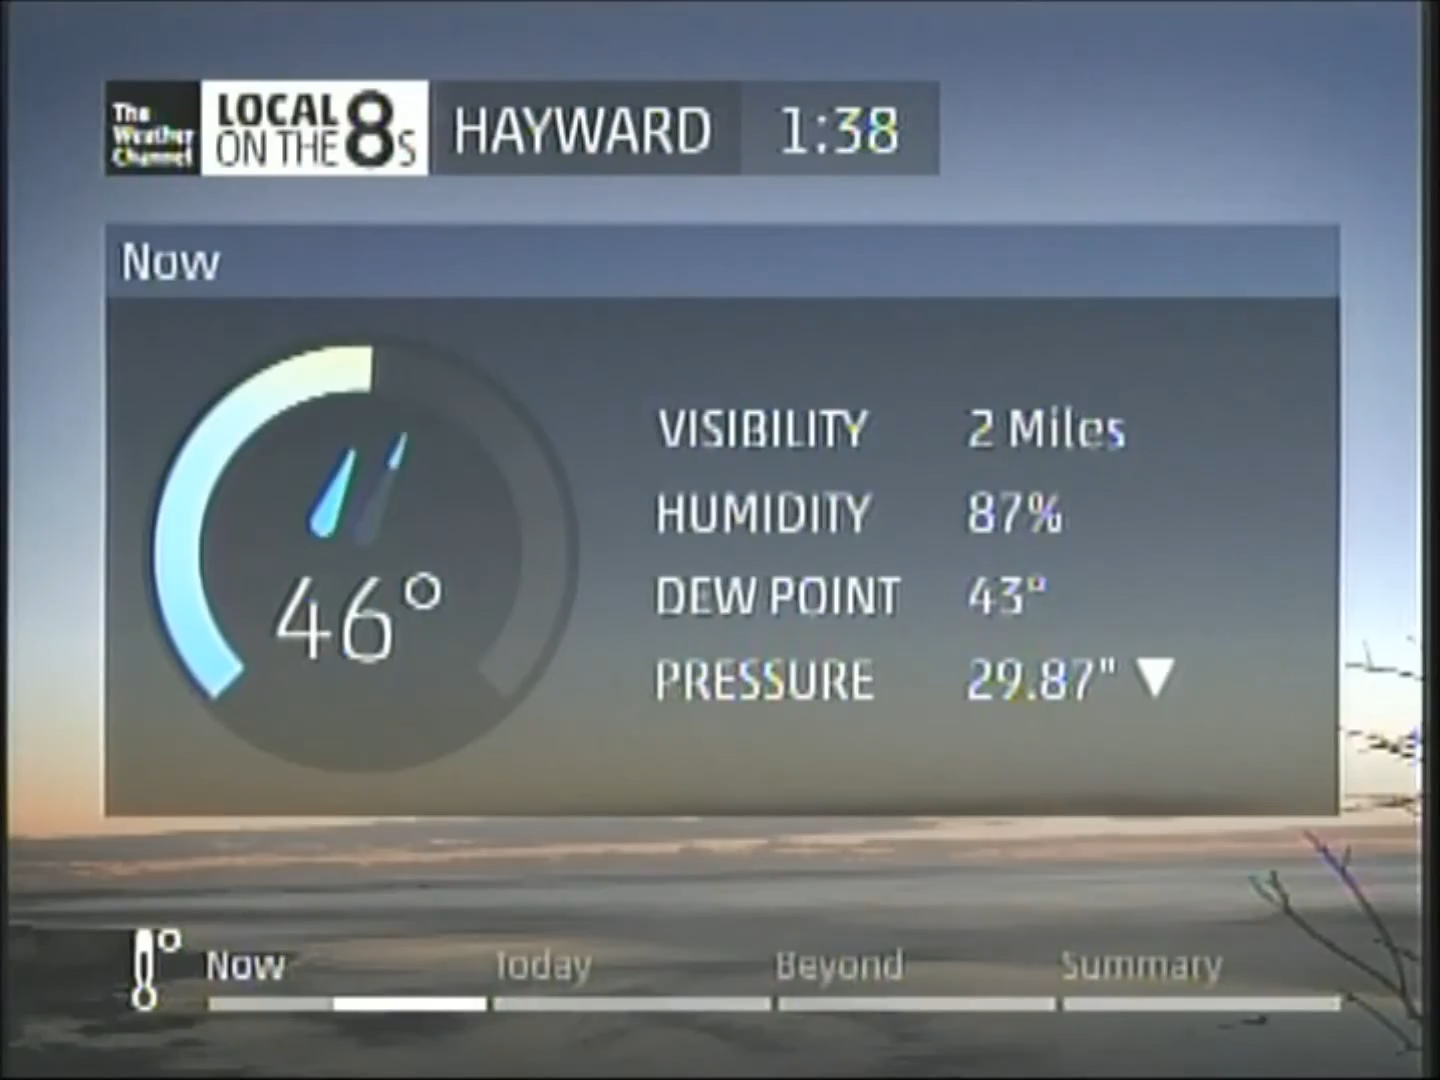 The Weather Channel
LOCAL ON THE 8s
HAYWARD 1:38
Now
46°
VISIBILITY 2 Miles
HUMIDITY 87%
DEW POINT 43°
PRESSURE 29.87" ▼
Now Today Beyond Summary